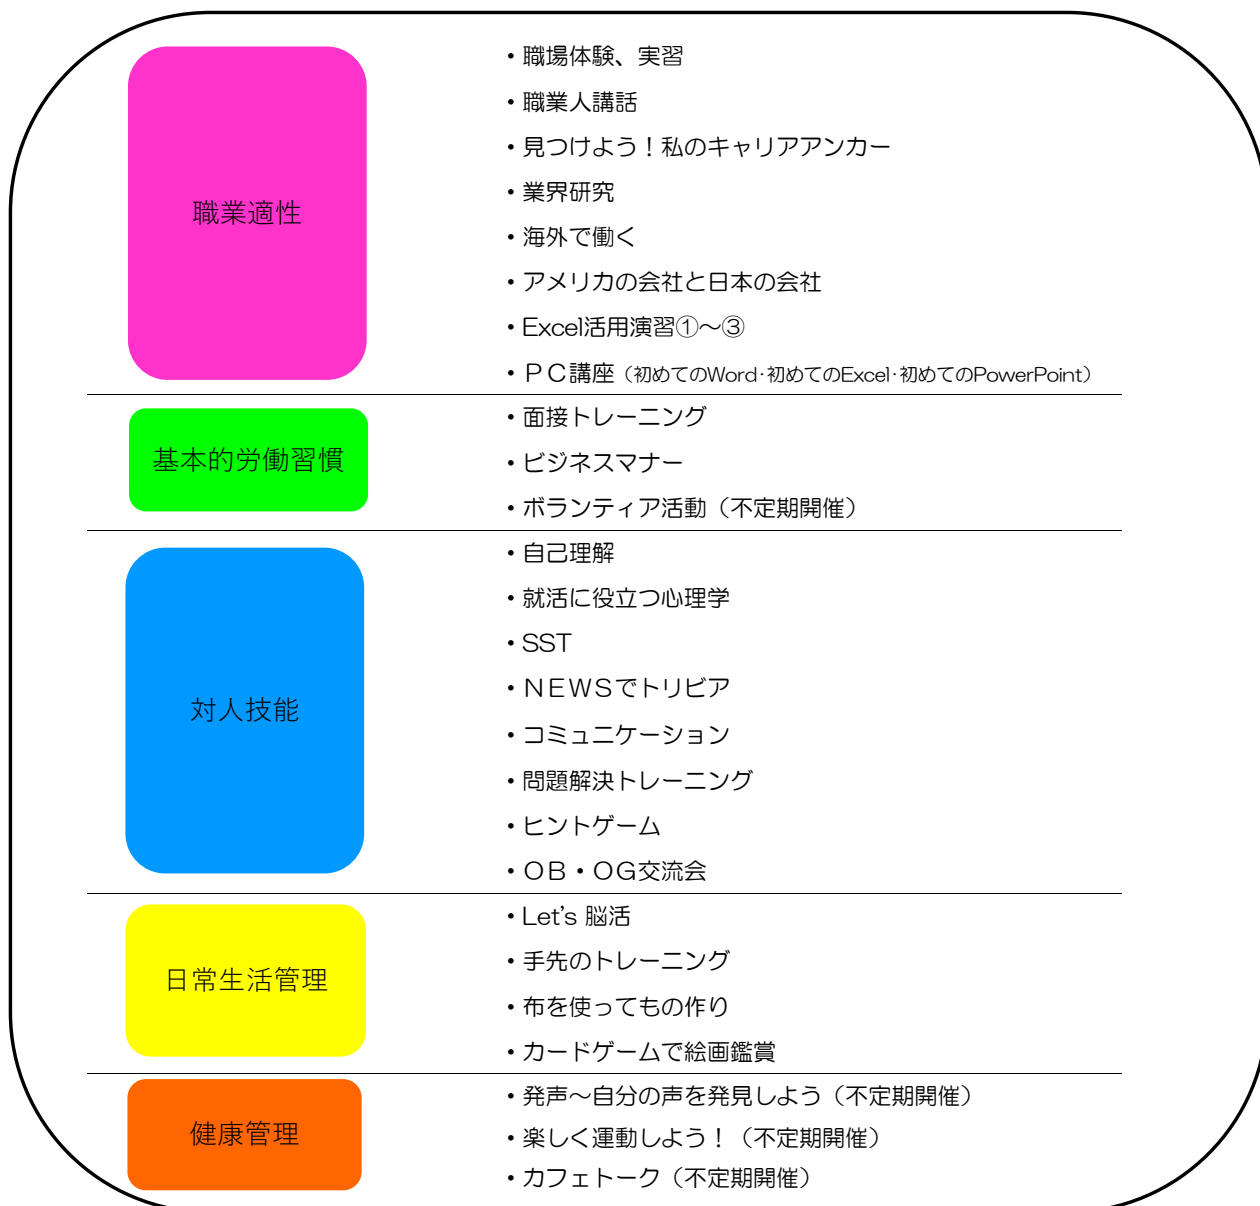 職業適性
・職場体験、実習
・職業人講話
・見つけよう！私のキャリアアンカー
・業界研究
・海外で働く
・アメリカの会社と日本の会社
・Excel活用演習①～③
・ＰＣ講座（初めてのWord･初めてのExcel･初めてのPowerPoint）
基本的労働習慣
・面接トレーニング
・ビジネスマナー
・ボランティア活動（不定期開催）
対人技能
・自己理解
・就活に役立つ心理学
・SST
・ＮＥＷＳでトリビア
・コミュニケーション
・問題解決トレーニング
・ヒントゲーム
・ＯＢ・ＯＧ交流会
日常生活管理
・Let’s 脳活
・手先のトレーニング
・布を使ってもの作り
・カードゲームで絵画鑑賞
健康管理
・発声～自分の声を発見しよう（不定期開催）
・楽しく運動しよう！（不定期開催）
・カフェトーク（不定期開催）